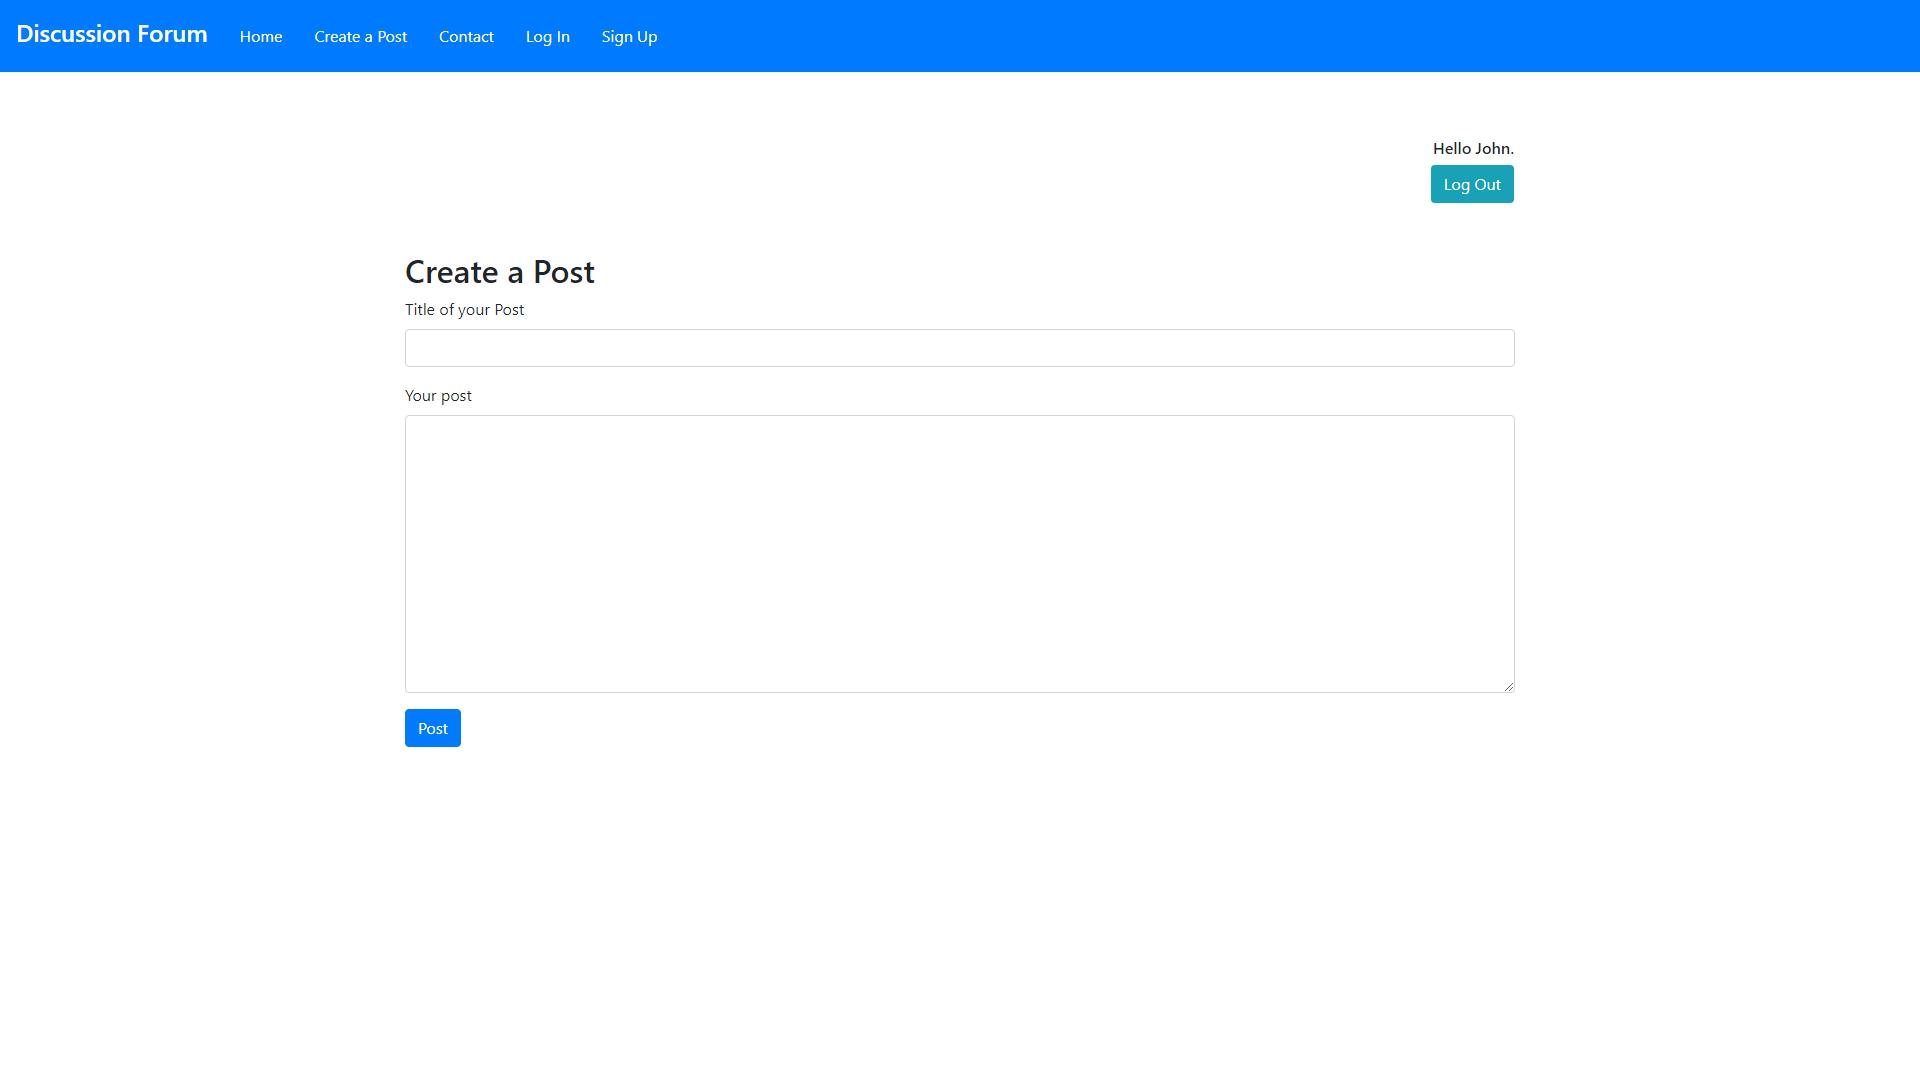 Discussion Forum Home Create a Post Contact Log In Sign Up
Hello John.
Log Out
Create a Post
Title of your Post
Your post
Post